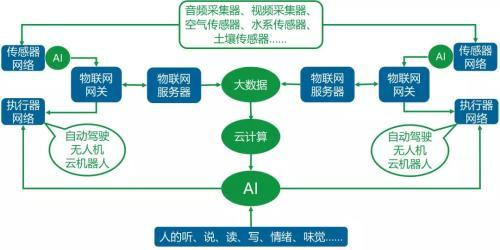 音频采集器、视频采集器、
空气传感器、水系传感器、
土壤传感器......
传感器
网络
AI
物联网
网关
物联网
服务器
大数据
物联网
服务器
物联网
网关
AI
传感器
网络
执行器
网络
自动驾驶
无人机
云机器人
云计算
执行器
网络
自动驾驶
无人机
云机器人
AI
人的听、说、读、写、情绪、味觉......